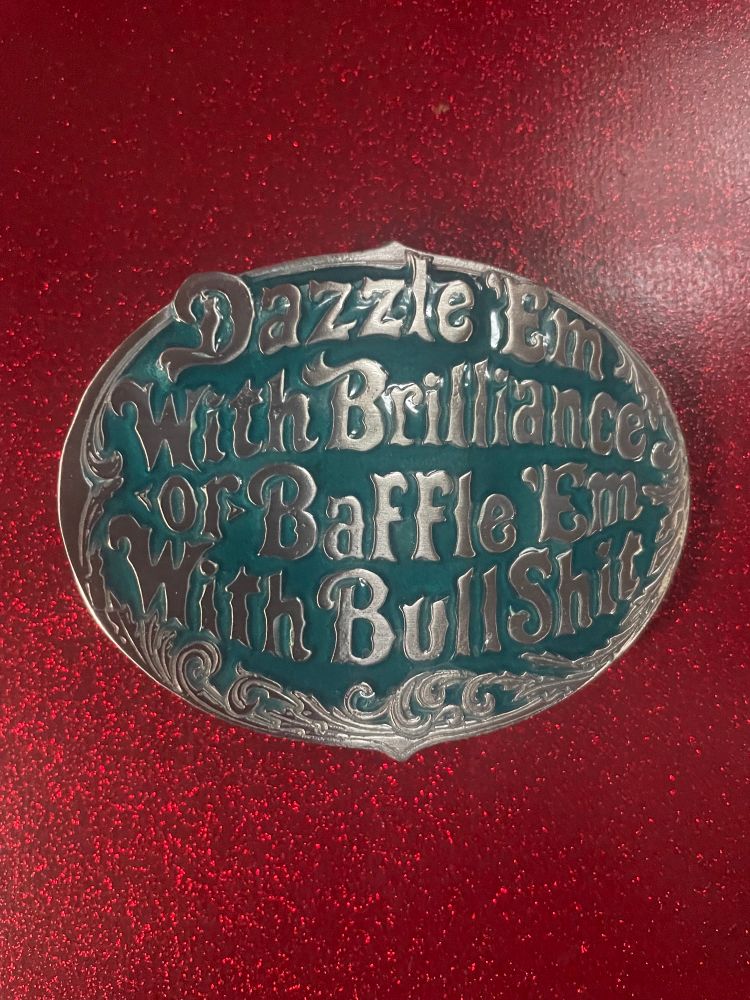 Dazzle 'Em
With Brilliance
<or> Baffle 'Em
With BullShit